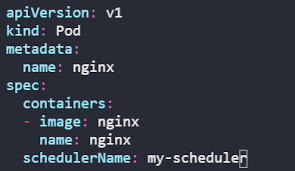 apiVersion: v1
kind: Pod
metadata:
  name: nginx
spec:
  containers:
  - image: nginx
    name: nginx
  schedulerName: my-scheduler